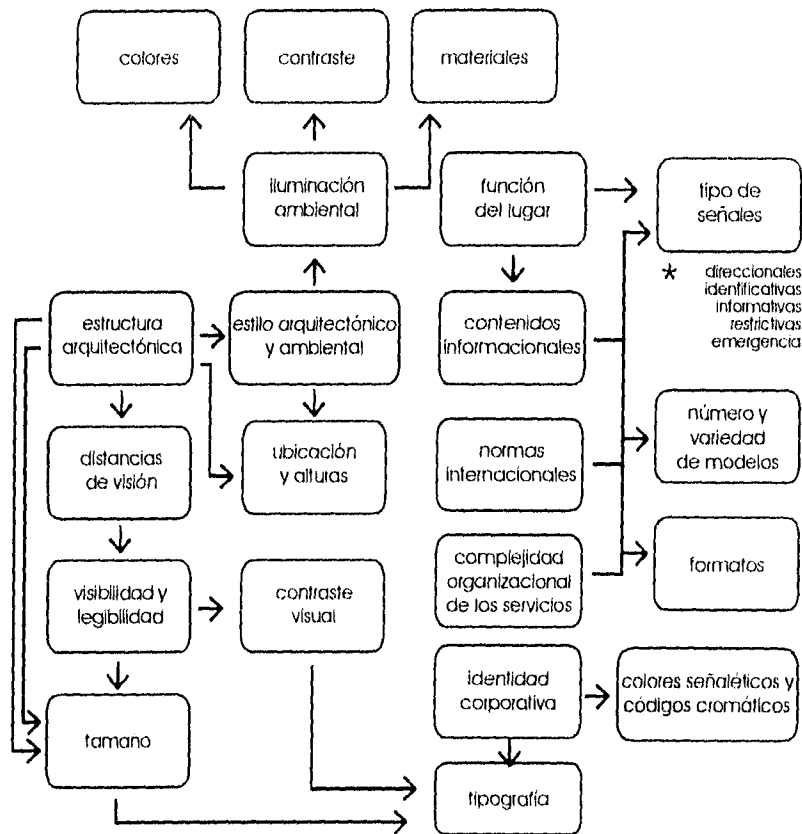 colores
contraste
materiales
iluminación
ambiental
función
del lugar
tipo de
señales
* direccionales
identificativas
informativas
restrictivas
emergencia
estructura
arquitectónica
estilo arquitectónico
y ambiental
contenidos
informacionales
distancias
de visión
ubicación
y alturas
normas
internacionales
número y
variedad
de modelos
visibilidad y
legibilidad
contraste
visual
complejidad
organizacional
de los servicios
formatos
identidad
corporativa
colores señaléticos y
códigos cromáticos
tamano
tipografía